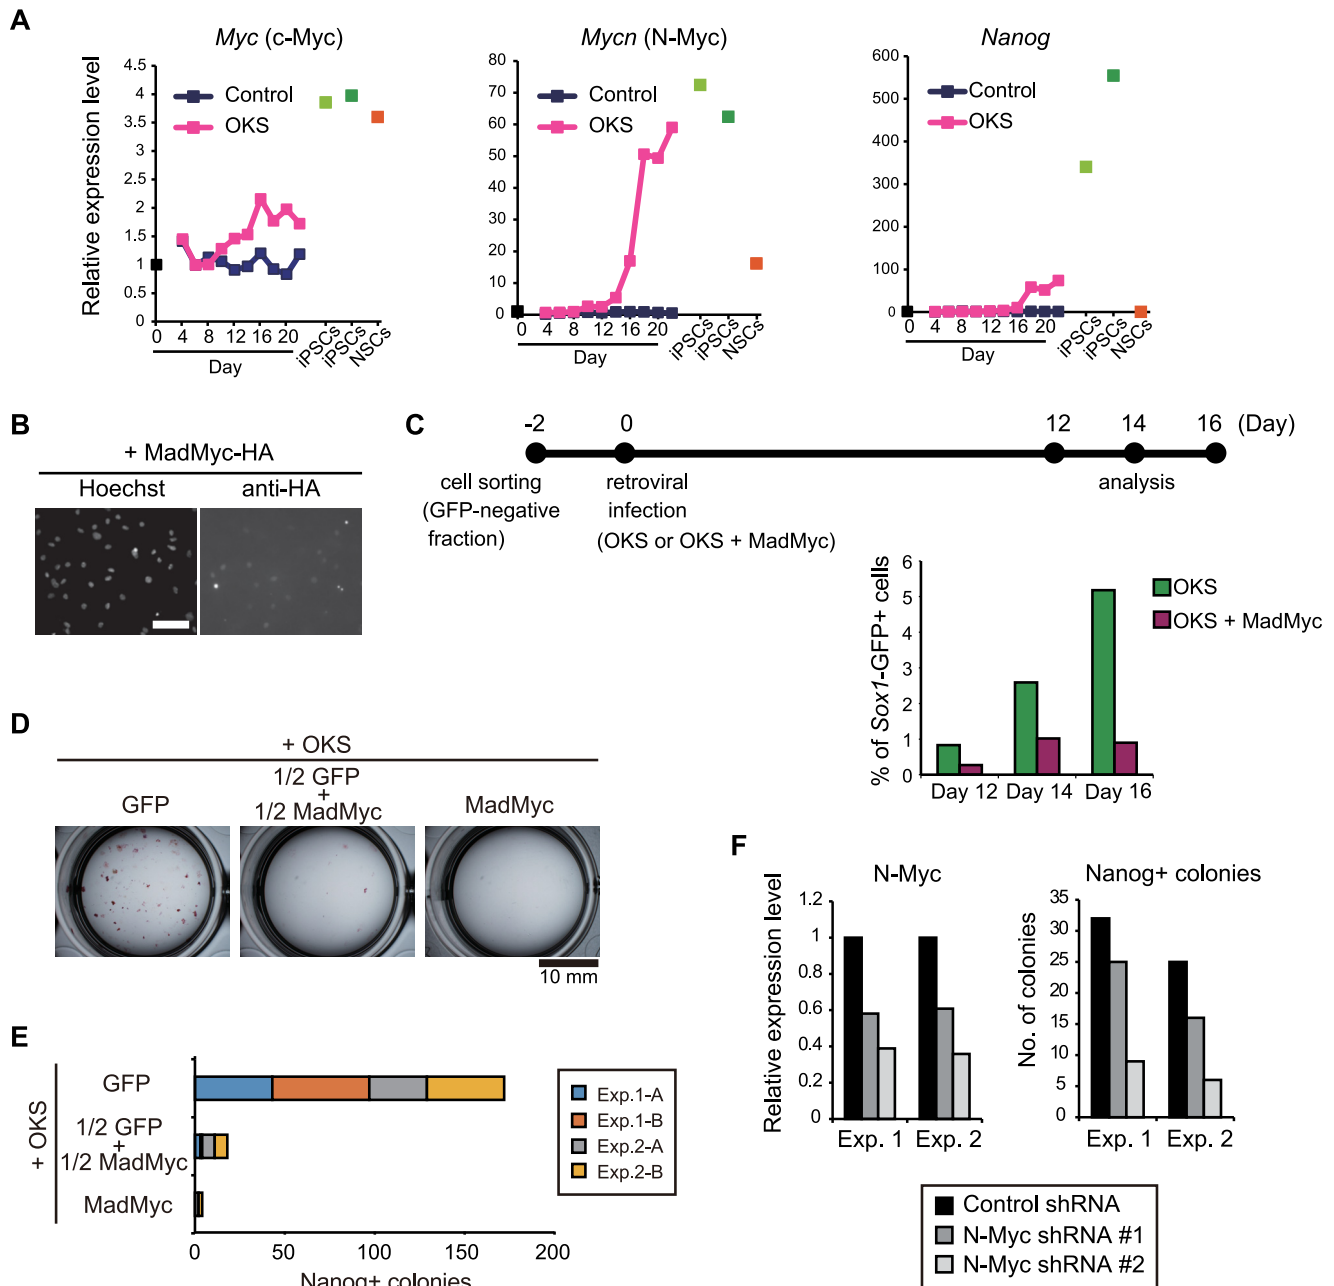 A
Myc (c-Myc)
Relative expression level
4.5
4
3.5
3
2.5
2
1.5
1
0.5
0
Control
OKS
0 4 8 12 16 20 iPSCs iPSCs NSCs
Day
Mycn (N-Myc)
80
70
60
50
40
30
20
10
0
Control
OKS
0 4 8 12 16 20 iPSCs iPSCs NSCs
Day
Nanog
600
500
400
300
200
100
0
Control
OKS
0 4 8 12 16 20 iPSCs iPSCs NSCs
Day
B
+ MadMyc-HA
Hoechst anti-HA
C
-2 0 12 14 16 (Day)
cell sorting
(GFP-negative
fraction)
retroviral
infection
(OKS or OKS + MadMyc)
analysis
% of Sox1-GFP+ cells
6
5
4
3
2
1
0
Day 12 Day 14 Day 16
OKS
OKS + MadMyc
D
+ OKS
GFP
1/2 GFP
+
1/2 MadMyc
MadMyc
10 mm
E
+ OKS
GFP
1/2 GFP
+
1/2 MadMyc
MadMyc
0 50 100 150 200
Nanog+ colonies
Exp.1-A
Exp.1-B
Exp.2-A
Exp.2-B
F
N-Myc
Relative expression level
1.2
1
0.8
0.6
0.4
0.2
0
Exp. 1 Exp. 2
Nanog+ colonies
No. of colonies
35
30
25
20
15
10
5
0
Exp. 1 Exp. 2
Control shRNA
N-Myc shRNA #1
N-Myc shRNA #2